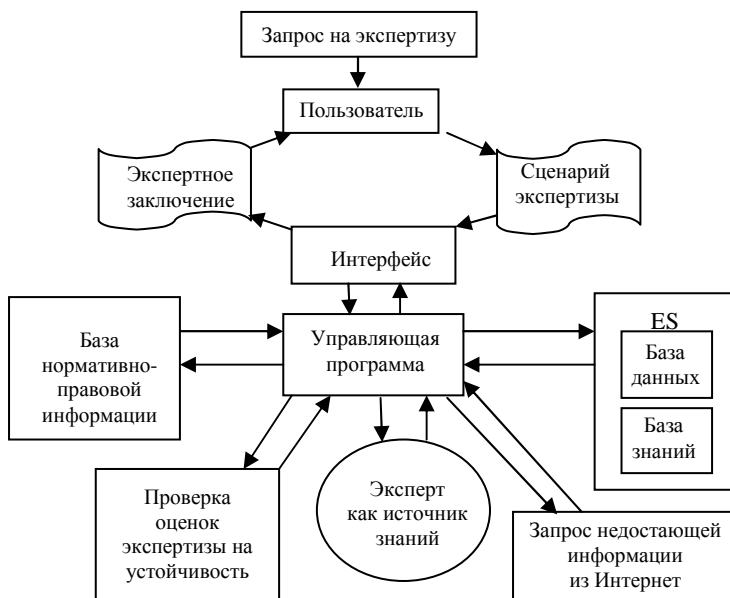 Запрос на экспертизу
Пользователь
Экспертное
заключение
Сценарий
экспертизы
Интерфейс
База
нормативно-
правовой
информации
Управляющая
программа
ES
База
данных
База
знаний
Проверка
оценок
экспертизы на
устойчивость
Эксперт
как источник
знаний
Запрос недостающей
информации
из Интернет